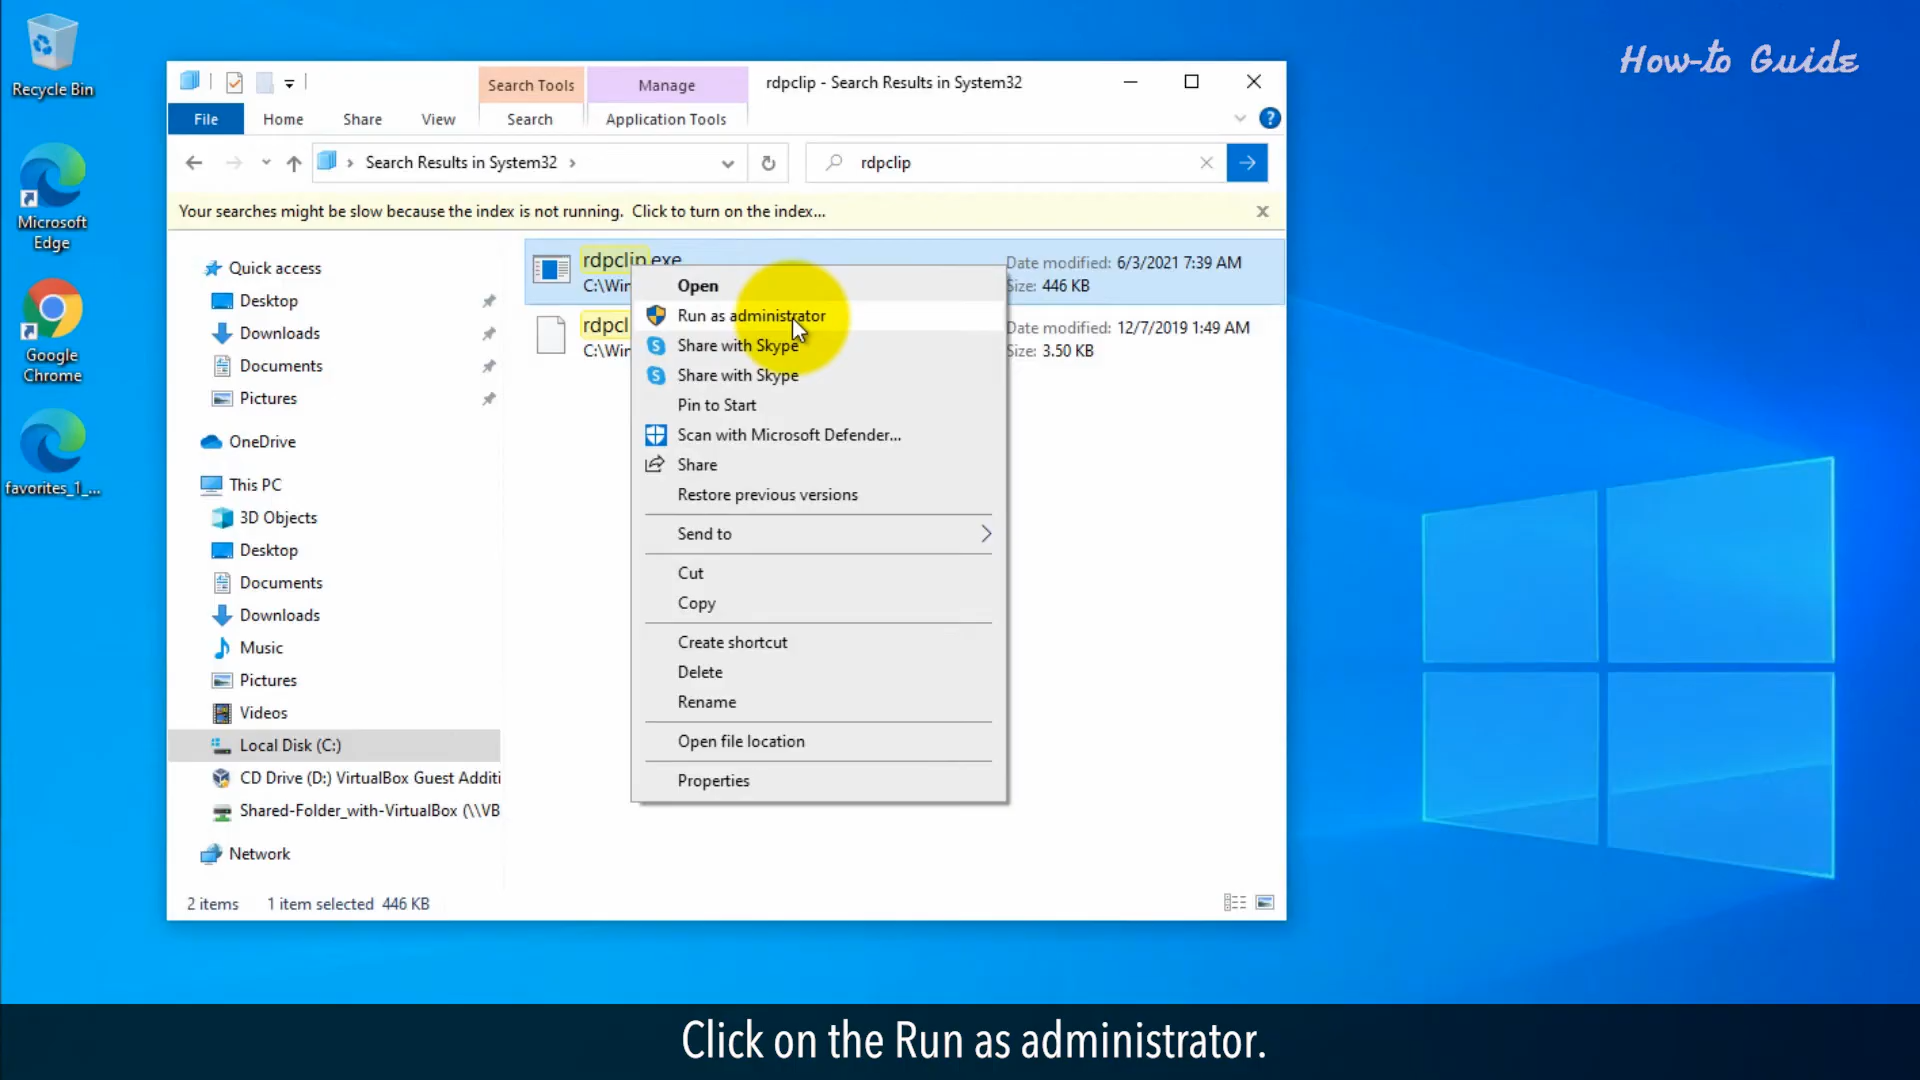 How-to Guide
Recycle Bin
Microsoft
Edge
Google
Chrome
favorites_1_...
Search Tools
Manage
rdpclip - Search Results in System32
File
Home
Share
View
Search
Application Tools
?
Search Results in System32
rdpclip
Your searches might be slow because the index is not running. Click to turn on the index...
Quick access
Desktop
Downloads
Documents
Pictures
OneDrive
This PC
3D Objects
Desktop
Documents
Downloads
Music
Pictures
Videos
Local Disk (C:)
CD Drive (D:) VirtualBox Guest Additi
Shared-Folder_with-VirtualBox (\\VB
Network
rdpclip.exe
C:\Win
Date modified: 6/3/2021 7:39 AM
Size: 446 KB
rdpcl
C:\Win
Date modified: 12/7/2019 1:49 AM
Size: 3.50 KB
Open
Run as administrator
Share with Skype
Share with Skype
Pin to Start
Scan with Microsoft Defender...
Share
Restore previous versions
Send to
Cut
Copy
Create shortcut
Delete
Rename
Open file location
Properties
2 items
1 item selected 446 KB
Click on the Run as administrator.